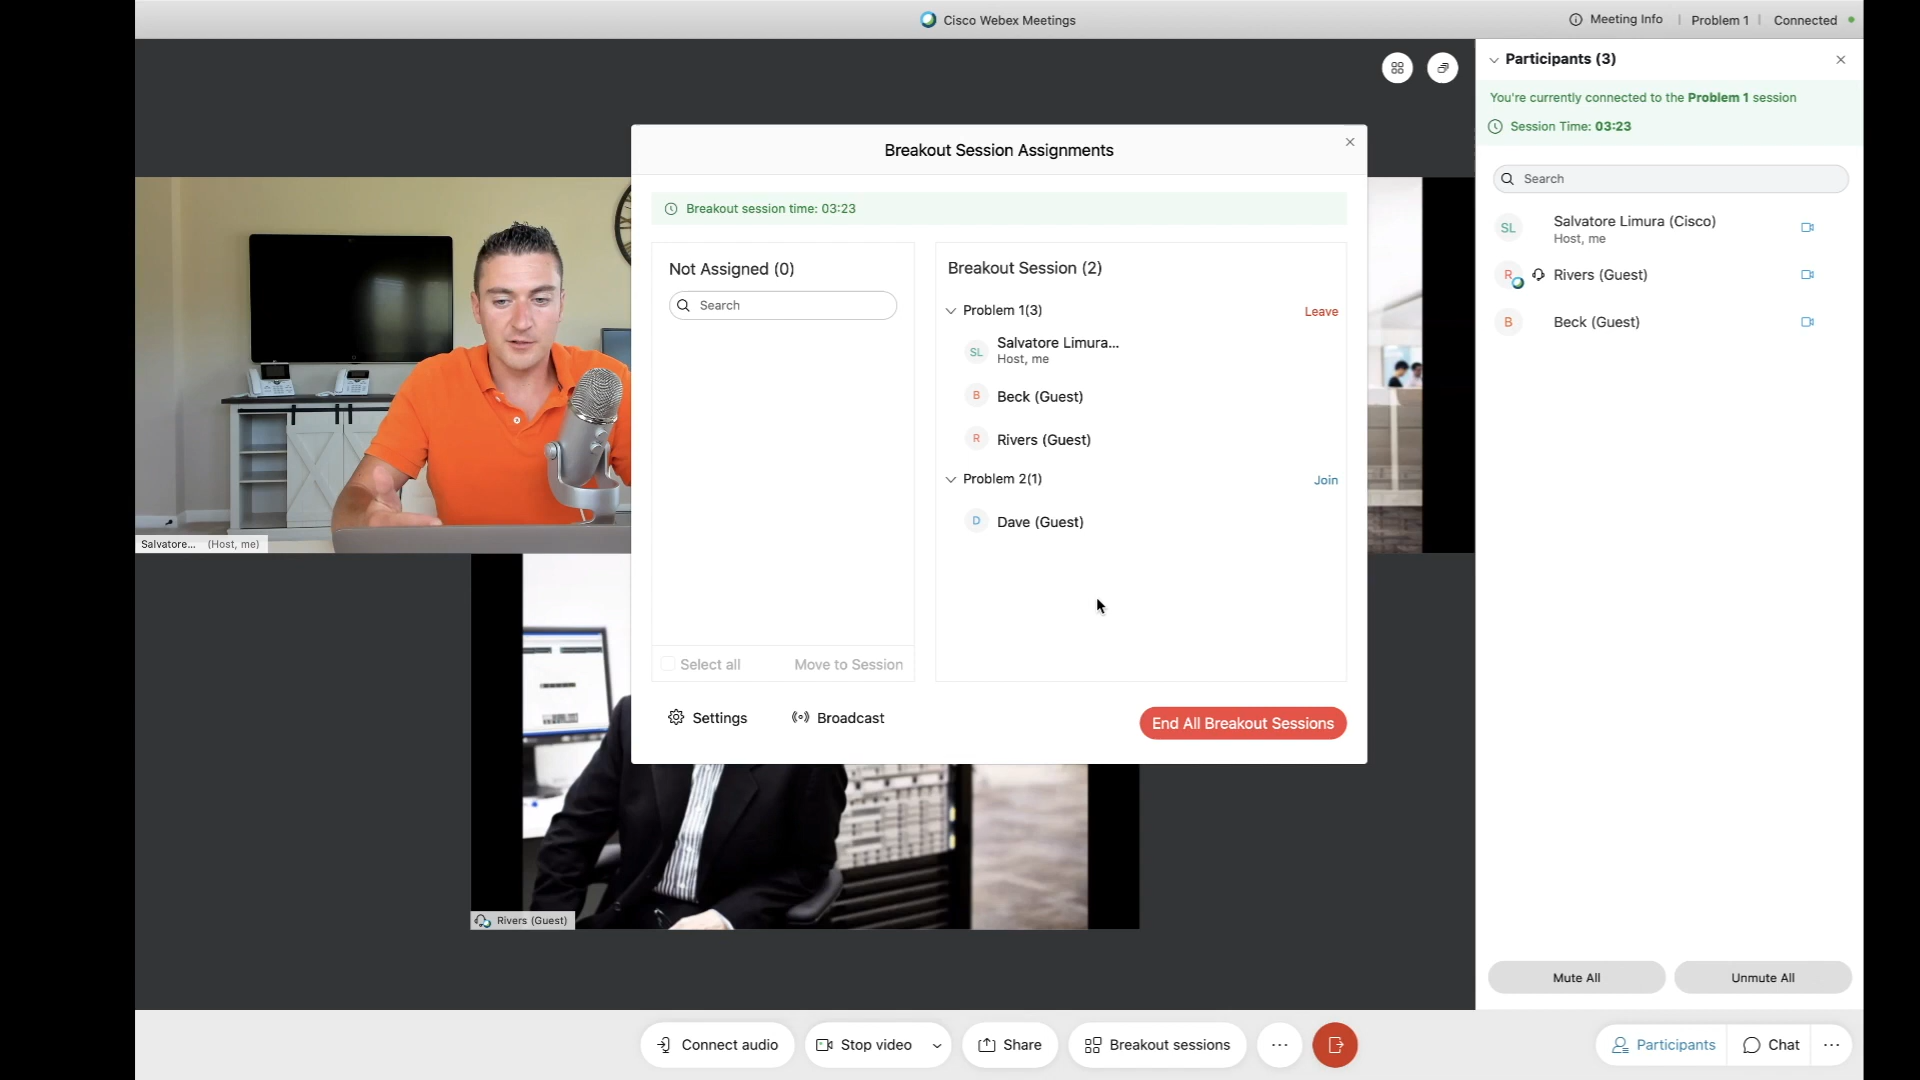 Cisco Webex Meetings
Meeting Info | Problem 1 | Connected
Participants (3)
You're currently connected to the Problem 1 session
Session Time: 03:23
Search
SL Salvatore Limura (Cisco)
Host, me
R Rivers (Guest)
B Beck (Guest)
Breakout Session Assignments
Breakout session time: 03:23
Not Assigned (0)
Search
Select all Move to Session
Breakout Session (2)
Problem 1(3) Leave
SL Salvatore Limura...
Host, me
B Beck (Guest)
R Rivers (Guest)
Problem 2(1) Join
D Dave (Guest)
Settings Broadcast End All Breakout Sessions
Salvatore... (Host, me)
Rivers (Guest)
Mute All Unmute All
Connect audio Stop video Share Breakout sessions ... Participants Chat ...